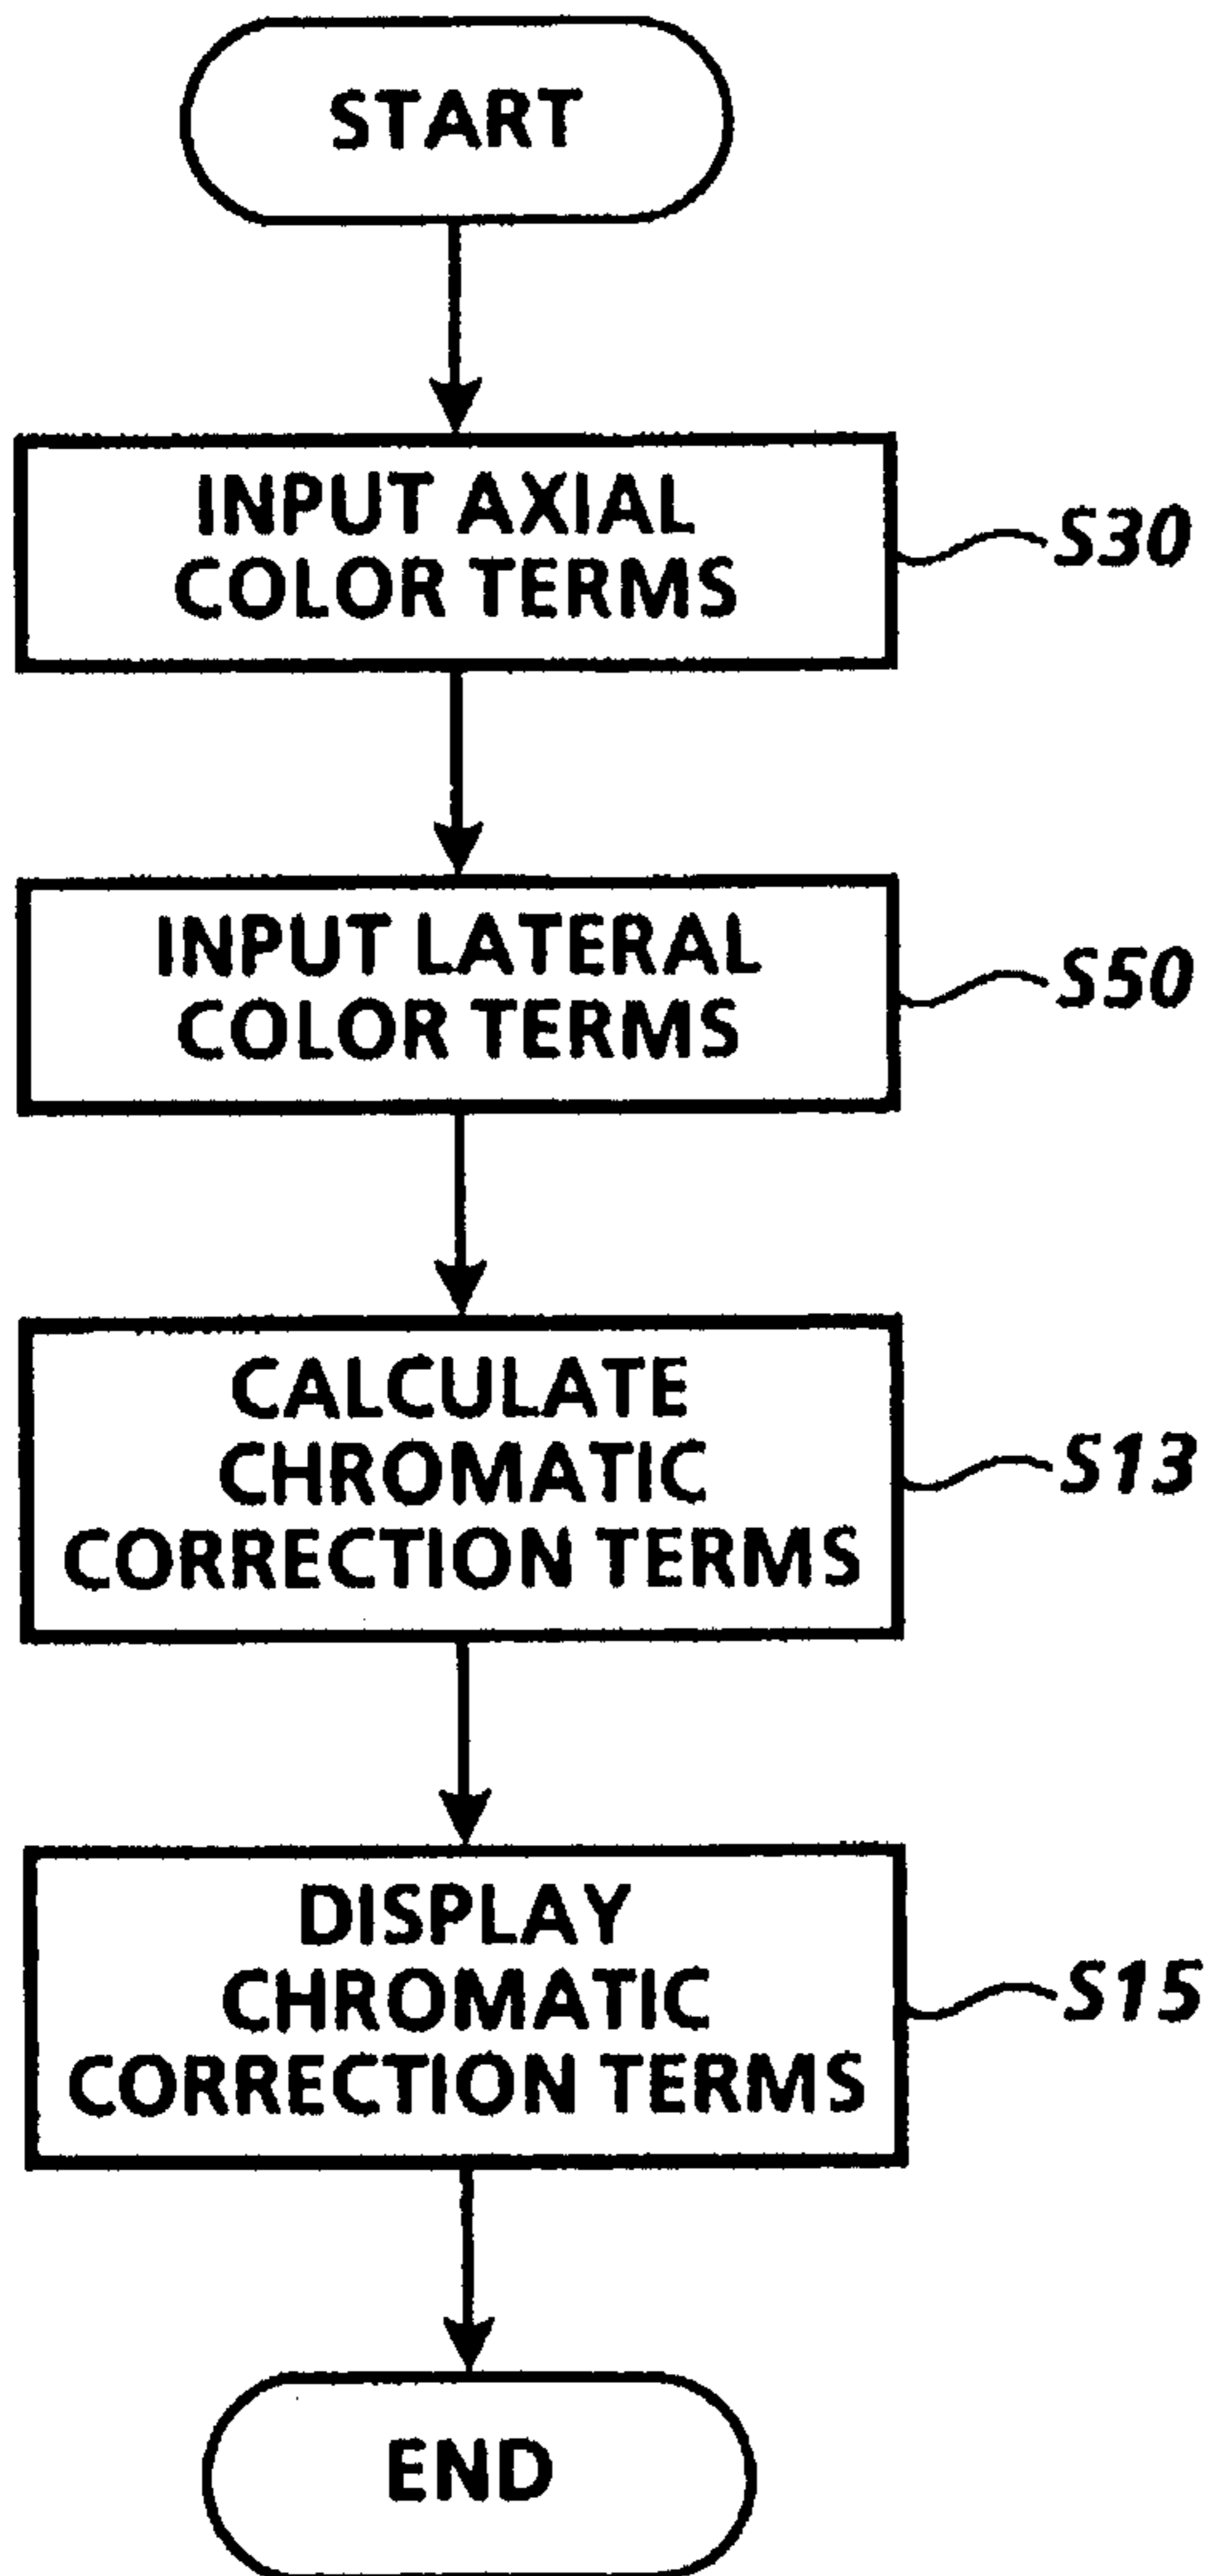 START
INPUT AXIAL
COLOR TERMS
S30
INPUT LATERAL
COLOR TERMS
S50
CALCULATE
CHROMATIC
CORRECTION TERMS
S13
DISPLAY
CHROMATIC
CORRECTION TERMS
S15
END